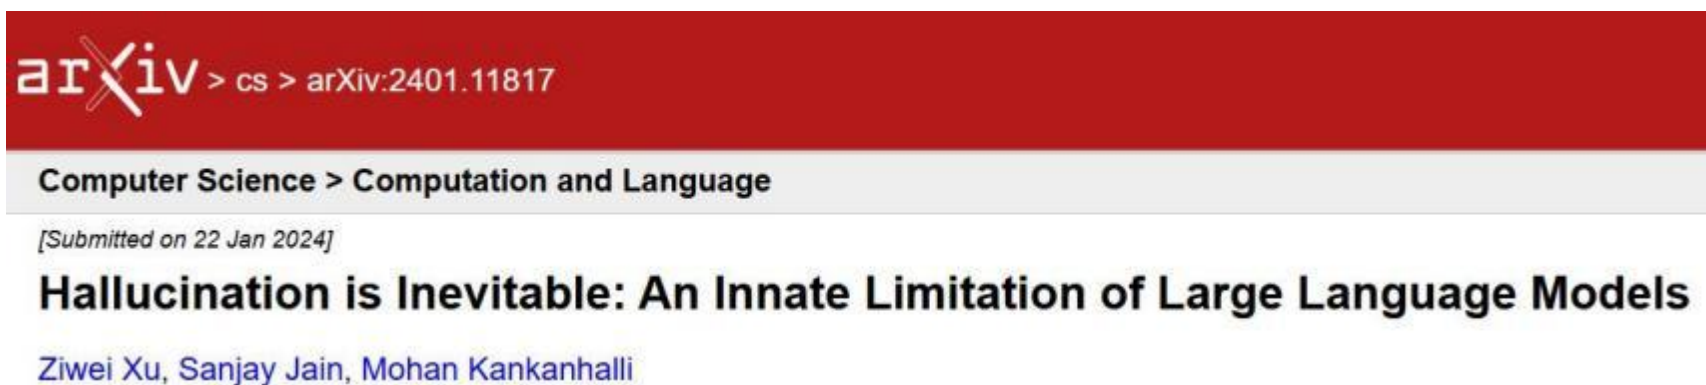 arXiv > cs > arXiv:2401.11817
Computer Science > Computation and Language
[Submitted on 22 Jan 2024]
Hallucination is Inevitable: An Innate Limitation of Large Language Models
Ziwei Xu, Sanjay Jain, Mohan Kankanhalli